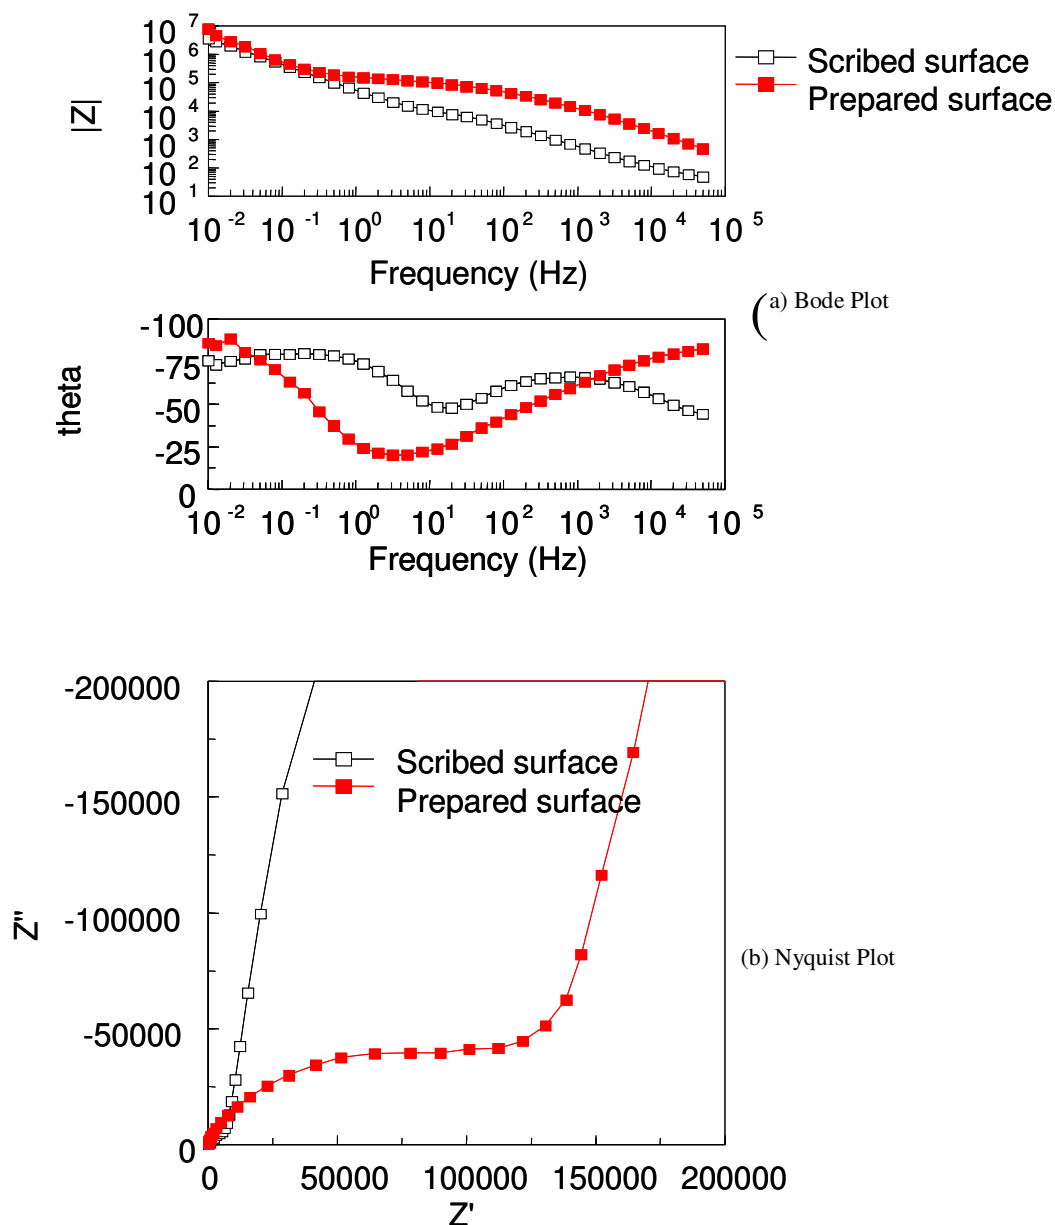 10^7
10^6
10^5
10^4
10^3
10^2
10^1
|Z|
10^-2 10^-1 10^0 10^1 10^2 10^3 10^4 10^5
Frequency (Hz)
Scribed surface
Prepared surface
(a) Bode Plot
-100
-75
-50
-25
0
theta
10^-2 10^-1 10^0 10^1 10^2 10^3 10^4 10^5
Frequency (Hz)
-200000
-150000
-100000
-50000
0
Z''
Scribed surface
Prepared surface
(b) Nyquist Plot
0 50000 100000 150000 200000
Z'